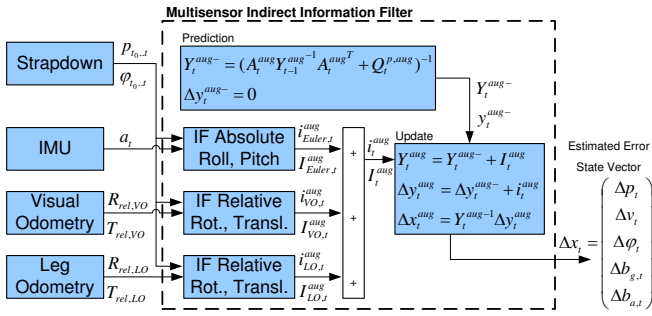 Multisensor Indirect Information Filter
Prediction
Y_t^{aug-} = (A_t^{aug} Y_{t-1}^{aug^{-1}} A_t^{aug^T} + Q_t^{p,aug})^{-1}
Δy_t^{aug-} = 0
Strapdown
p_{t_0..t}
φ_{t_0..t}
Y_t^{aug-}
y_t^{aug-}
IMU
a_t
IF Absolute
Roll, Pitch
i_{Euler,t}^{aug}
I_{Euler,t}^{aug}
+
+
+
i_t^{aug}
I_t^{aug}
Update
Y_t^{aug} = Y_t^{aug-} + I_t^{aug}
Δy_t^{aug} = Δy_t^{aug-} + i_t^{aug}
Δx_t^{aug} = Y_t^{aug-1} Δy_t^{aug}
Visual
Odometry
R_{rel,VO}
T_{rel,VO}
IF Relative
Rot., Transl.
i_{VO,t}^{aug}
I_{VO,t}^{aug}
Leg
Odometry
R_{rel,LO}
T_{rel,LO}
IF Relative
Rot., Transl.
i_{LO,t}^{aug}
I_{LO,t}^{aug}
Estimated Error
State Vector
Δx_t =
Δp_t
Δv_t
Δφ_t
Δb_{g,t}
Δb_{a,t}